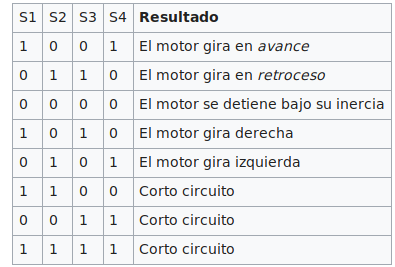 S1 S2 S3 S4 Resultado
1 0 0 1 El motor gira en avance
0 1 1 0 El motor gira en retroceso
0 0 0 0 El motor se detiene bajo su inercia
1 0 1 0 El motor gira derecha
0 1 0 1 El motor gira izquierda
1 1 0 0 Corto circuito
0 0 1 1 Corto circuito
1 1 1 1 Corto circuito